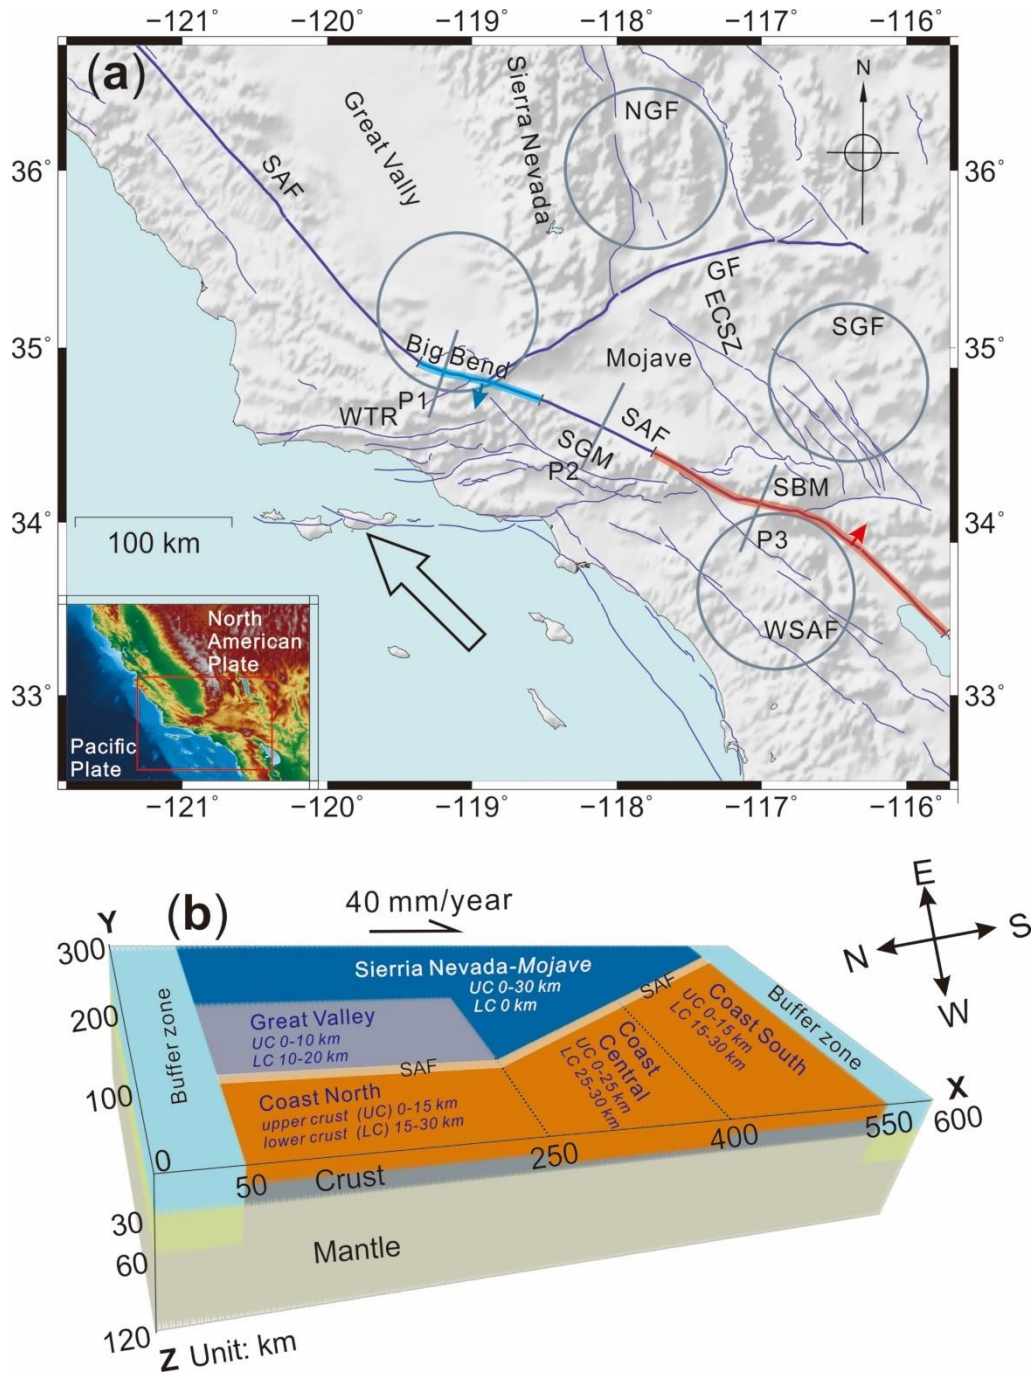 −121° −120° −119° −118° −117° −116°
(a)
Great Vally
Sierra Nevada
NGF
N
36° 36°
SAF
GF
ECSZ
SGF
35° 35°
Big Bend
Mojave
P1
WTR
SAF
SGM
P2
SBM
34° 34°
100 km
P3
WSAF
North
American
Plate
33° 33°
Pacific
Plate
−121° −120° −119° −118° −117° −116°
(b)
40 mm/year
E
S
N
W
Y
300
200
100
0
Buffer zone
Sierria Nevada-Mojave
UC 0-30 km
LC 0 km
SAF
Great Valley
UC 0-10 km
LC 10-20 km
SAF
Coast North
upper crust (UC) 0-15 km
lower crust (LC) 15-30 km
Coast
Central
UC 0-25 km
LC 25-30 km
Coast South
UC 0-15 km
LC 15-30 km
Buffer zone
X
50 250 400 550 600
Crust
30
Mantle
60
120
Z Unit: km